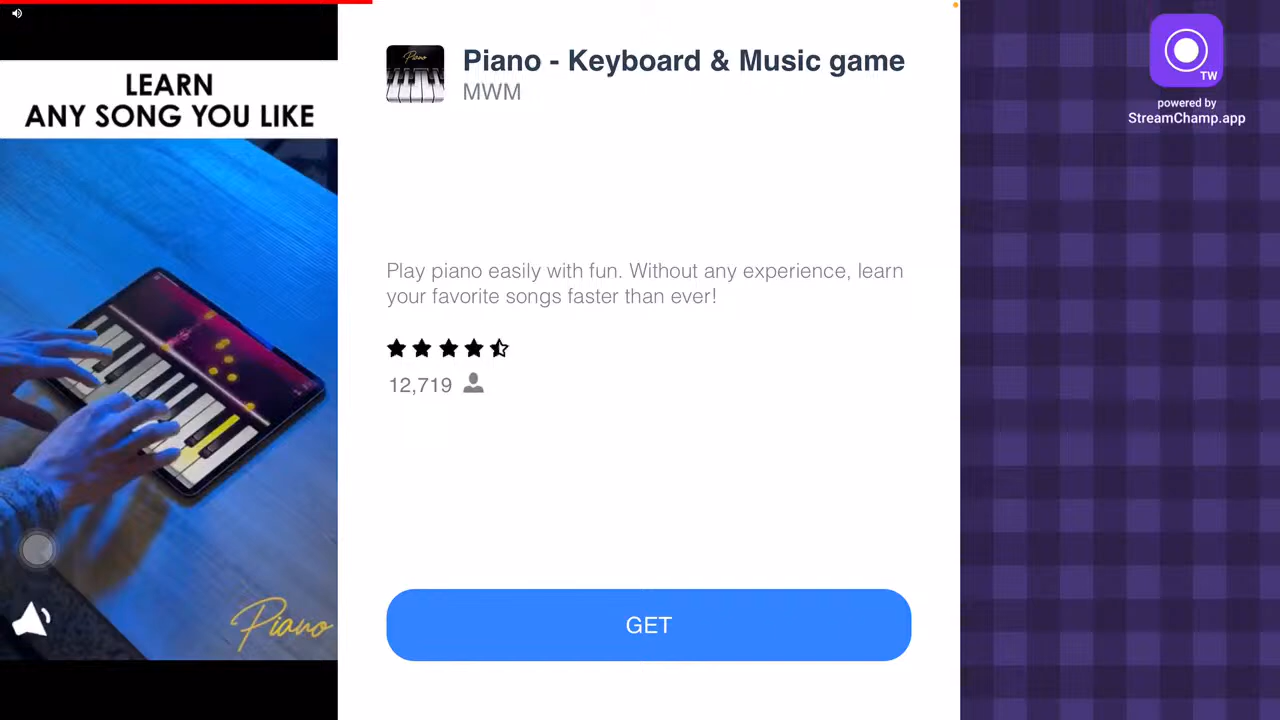 LEARN
ANY SONG YOU LIKE
Piano
Piano
Piano - Keyboard & Music game
MWM
Play piano easily with fun. Without any experience, learn
your favorite songs faster than ever!
12,719
GET
TW
powered by
StreamChamp.app